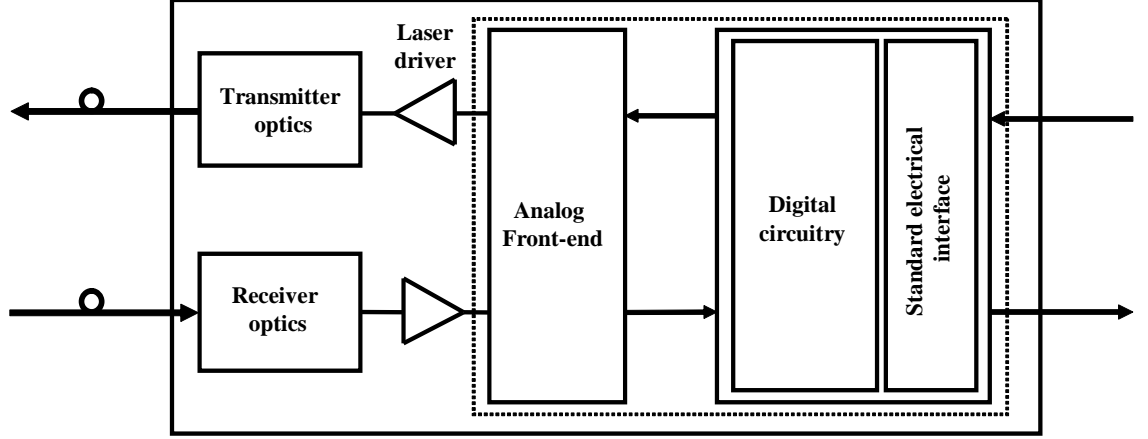 Laser
driver
Transmitter
optics
Analog
Front-end
Digital
circuitry
Standard electrical
interface
Receiver
optics